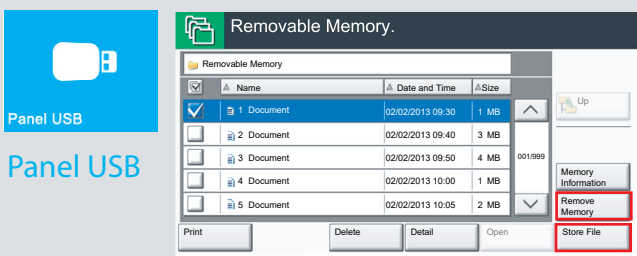 Panel USB
Panel USB
Removable Memory.
Removable Memory
Name Date and Time Size
1 Document 02/02/2013 09:30 1 MB
2 Document 02/02/2013 09:40 3 MB
3 Document 02/02/2013 09:50 4 MB
4 Document 02/02/2013 10:00 1 MB
5 Document 02/02/2013 10:05 2 MB
001/999
Up
Memory
Information
Remove
Memory
Print Delete Detail Open Store File